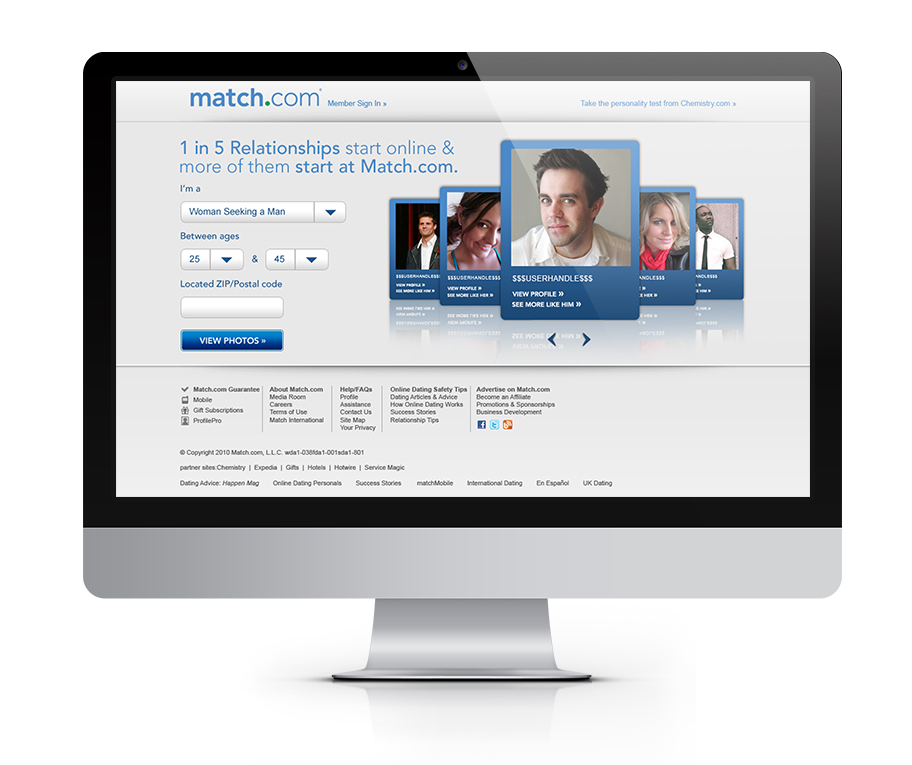 match.com
Member Sign In »
Take the personality test from Chemistry.com »
1 in 5 Relationships start online &
more of them start at Match.com.
I'm a
Woman Seeking a Man
Between ages
25 & 45
Located ZIP/Postal code
VIEW PHOTOS »
$$$USERHANDLE$$$
VIEW PROFILE »
SEE MORE LIKE HIM »
$$$USERHANDLE$$$
VIEW PROFILE »
SEE MORE LIKE HER »
$$$USERHANDLE$$$
VIEW PROFILE »
SEE MORE LIKE HIM »
$$$USERHANDLE$$$
VIEW PROFILE »
SEE MORE LIKE HER »
$$$USERHANDLE$$$
VIEW PROFILE »
SEE MORE LIKE HIM »
Match.com Guarantee
Mobile
Gift Subscriptions
ProfilePro
About Match.com
Media Room
Careers
Terms of Use
Match International
Help/FAQs
Profile
Assistance
Contact Us
Site Map
Your Privacy
Online Dating Safety Tips
Dating Articles & Advice
How Online Dating Works
Success Stories
Relationship Tips
Advertise on Match.com
Become an Affiliate
Promotions & Sponsorships
Business Development
© Copyright 2010 Match.com, L.L.C. wda1-038fda1-001sda1-801
partner sites:Chemistry | Expedia | Gifts | Hotels | Hotwire | Service Magic
Dating Advice: Happen Mag Online Dating Personals Success Stories matchMobile International Dating En Español UK Dating